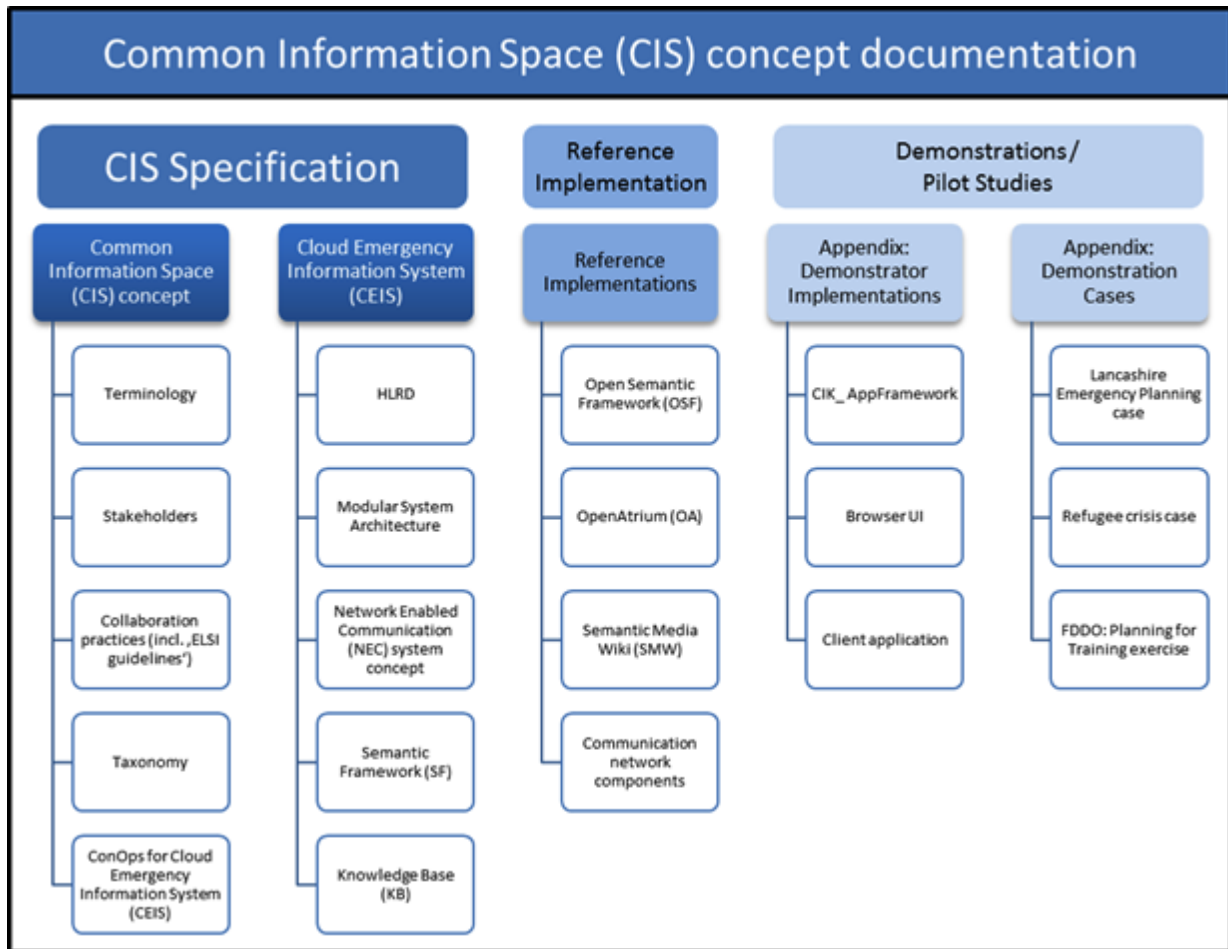 Common Information Space (CIS) concept documentation
CIS Specification
Reference
Implementation
Demonstrations/
Pilot Studies
Common
Information Space
(CIS) concept
Cloud Emergency
Information System
(CEIS)
Reference
Implementations
Appendix:
Demonstrator
Implementations
Appendix:
Demonstration
Cases
Terminology
Stakeholders
Collaboration
practices (incl. ‚ELSI
guidelines‘)
Taxonomy
ConOps for Cloud
Emergency
Information System
(CEIS)
HLRD
Modular System
Architecture
Network Enabled
Communication
(NEC) system
concept
Semantic
Framework (SF)
Knowledge Base
(KB)
Open Semantic
Framework (OSF)
OpenAtrium (OA)
Semantic Media
Wiki (SMW)
Communication
network
components
CIK_AppFramework
Browser UI
Client application
Lancashire
Emergency Planning
case
Refugee crisis case
FDDO: Planning for
Training exercise